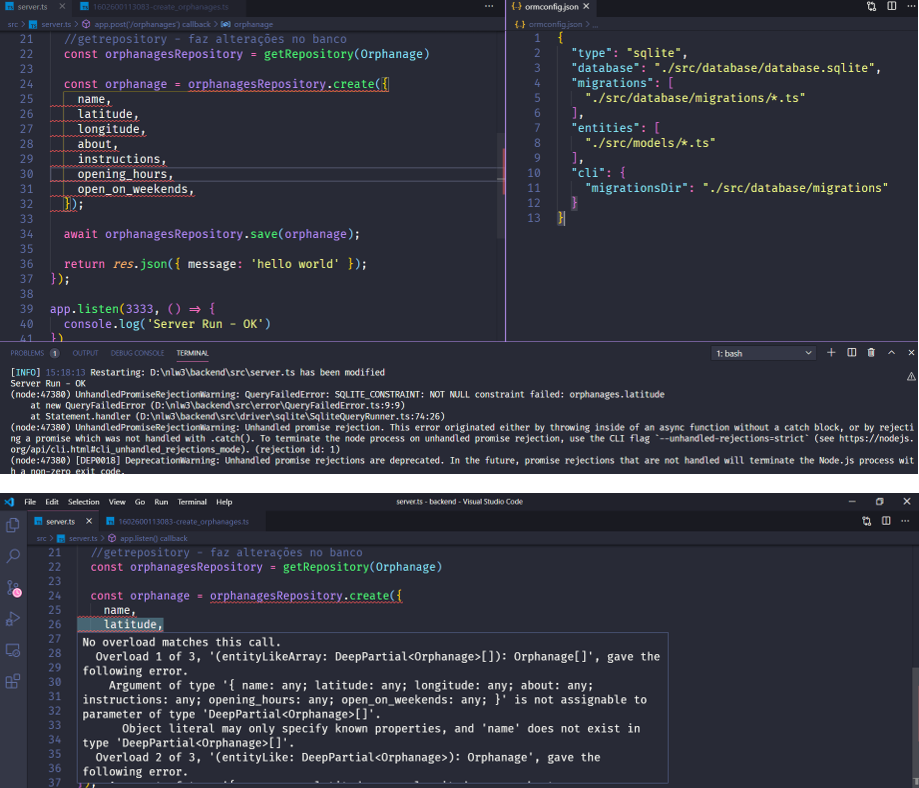 server.ts × 1602600113083-create_orphanages.ts ···
src > server.ts > app.post('/orphanages') callback > orphanage
21 //getrepository - faz alterações no banco
22 const orphanagesRepository = getRepository(Orphanage)
23
24 const orphanage = orphanagesRepository.create({
25 name,
26 latitude,
27 longitude,
28 about,
29 instructions,
30 opening_hours,
31 open_on_weekends,
32 });
33
34 await orphanagesRepository.save(orphanage);
35
36 return res.json({ message: 'hello world' });
37 });
38
39 app.listen(3333, () => {
40 console.log('Server Run - OK')
41 })
{..} ormconfig.json × ···
{..} ormconfig.json > ...
1 {
2 "type": "sqlite",
3 "database": "./src/database/database.sqlite",
4 "migrations": [
5 "./src/database/migrations/*.ts"
6 ],
7 "entities": [
8 "./src/models/*.ts"
9 ],
10 "cli": {
11 "migrationsDir": "./src/database/migrations"
12 }
13 }
PROBLEMS 1 OUTPUT DEBUG CONSOLE TERMINAL 1: bash
[INFO] 15:18:13 Restarting: D:\nlw3\backend\src\server.ts has been modified
Server Run - OK
(node:47380) UnhandledPromiseRejectionWarning: QueryFailedError: SQLITE_CONSTRAINT: NOT NULL constraint failed: orphanages.latitude
at new QueryFailedError (D:\nlw3\backend\src\error\QueryFailedError.ts:9:9)
at Statement.handler (D:\nlw3\backend\src\driver\sqlite\SqliteQueryRunner.ts:74:26)
(node:47380) UnhandledPromiseRejectionWarning: Unhandled promise rejection. This error originated either by throwing inside of an async function without a catch block, or by rejecti
ng a promise which was not handled with .catch(). To terminate the node process on unhandled promise rejection, use the CLI flag `--unhandled-rejections=strict` (see https://nodejs.
org/api/cli.html#cli_unhandled_rejections_mode). (rejection id: 1)
(node:47380) [DEP0018] DeprecationWarning: Unhandled promise rejections are deprecated. In the future, promise rejections that are not handled will terminate the Node.js process wit
h a non-zero exit code.
File Edit Selection View Go Run Terminal Help server.ts - backend - Visual Studio Code
server.ts × 1602600113083-create_orphanages.ts ···
src > server.ts > app.listen() callback
21 //getrepository - faz alterações no banco
22 const orphanagesRepository = getRepository(Orphanage)
23
24 const orphanage = orphanagesRepository.create({
25 name,
26 latitude,
27 No overload matches this call.
28 Overload 1 of 3, '(entityLikeArray: DeepPartial<Orphanage>[]): Orphanage[]', gave the
29 following error.
30 Argument of type '{ name: any; latitude: any; longitude: any; about: any;
31 instructions: any; opening_hours: any; open_on_weekends: any; }' is not assignable to
32 parameter of type 'DeepPartial<Orphanage>[]'.
33 Object literal may only specify known properties, and 'name' does not exist in
34 type 'DeepPartial<Orphanage>[]'.
35 Overload 2 of 3, '(entityLike: DeepPartial<Orphanage>): Orphanage', gave the
36 following error.
37